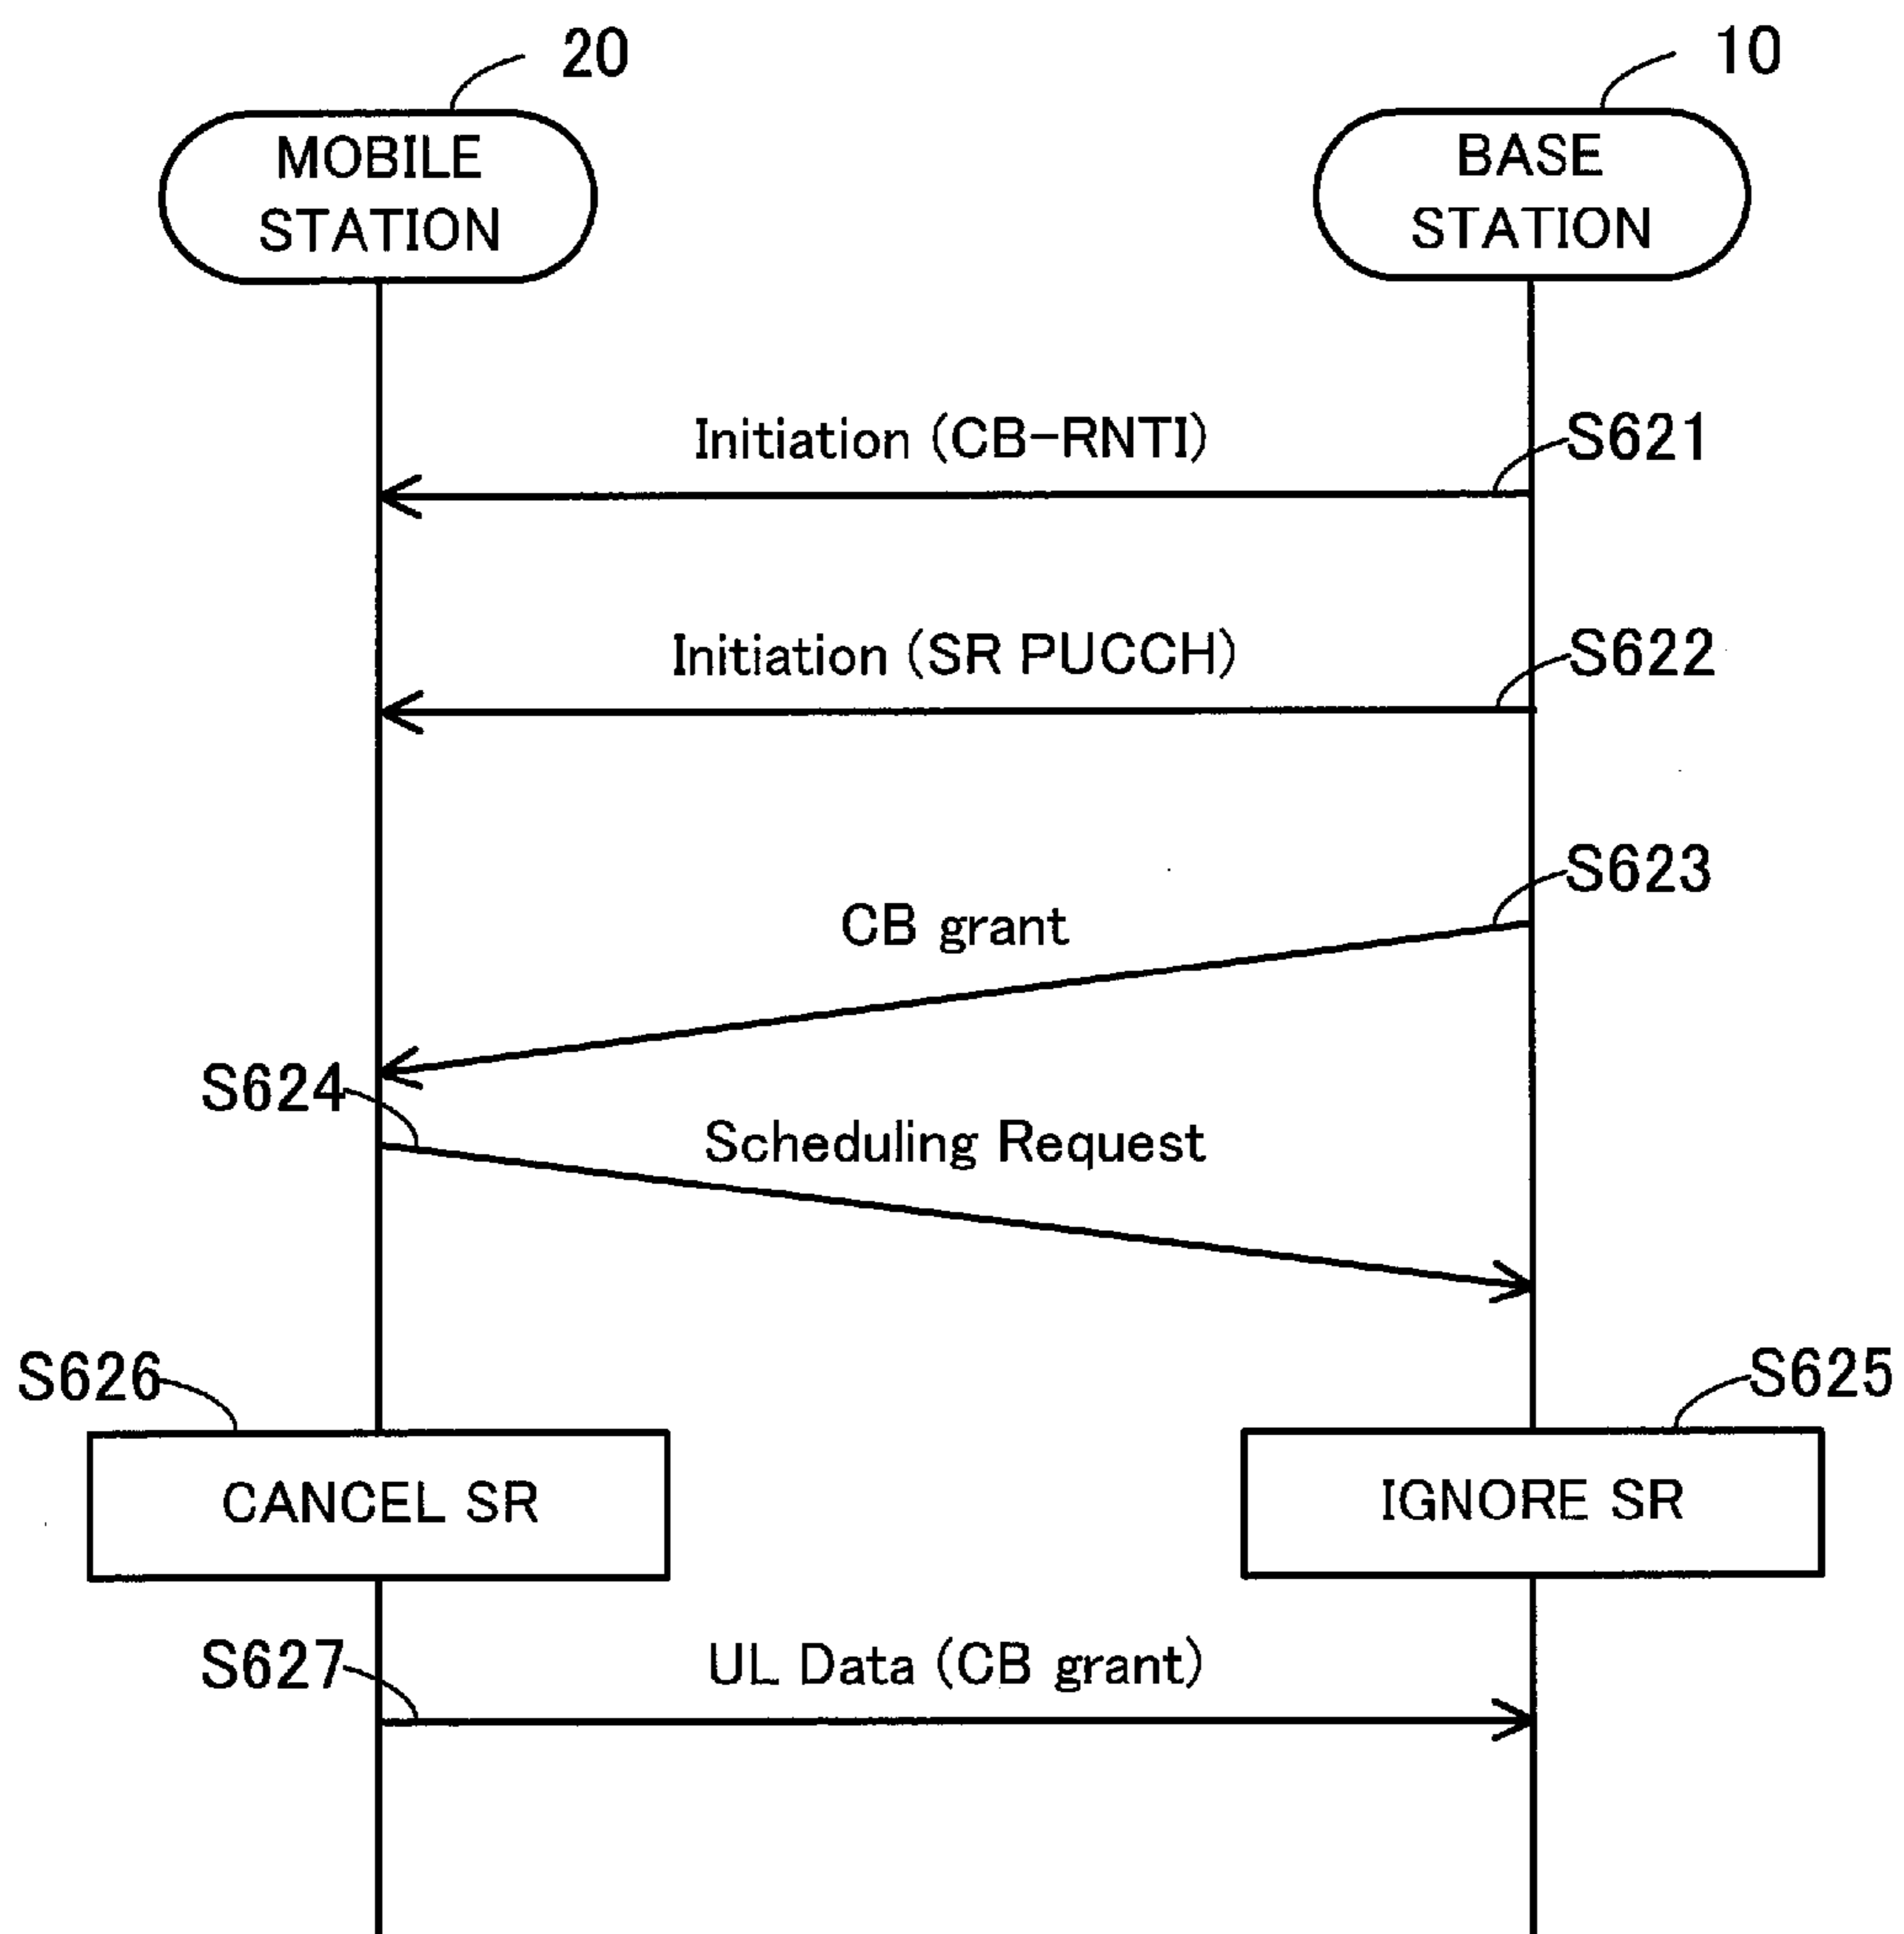 20
10
MOBILE
STATION
BASE
STATION
Initiation (CB-RNTI)
S621
Initiation (SR PUCCH)
S622
S623
CB grant
S624
Scheduling Request
S626
S625
CANCEL SR
IGNORE SR
S627
UL Data (CB grant)